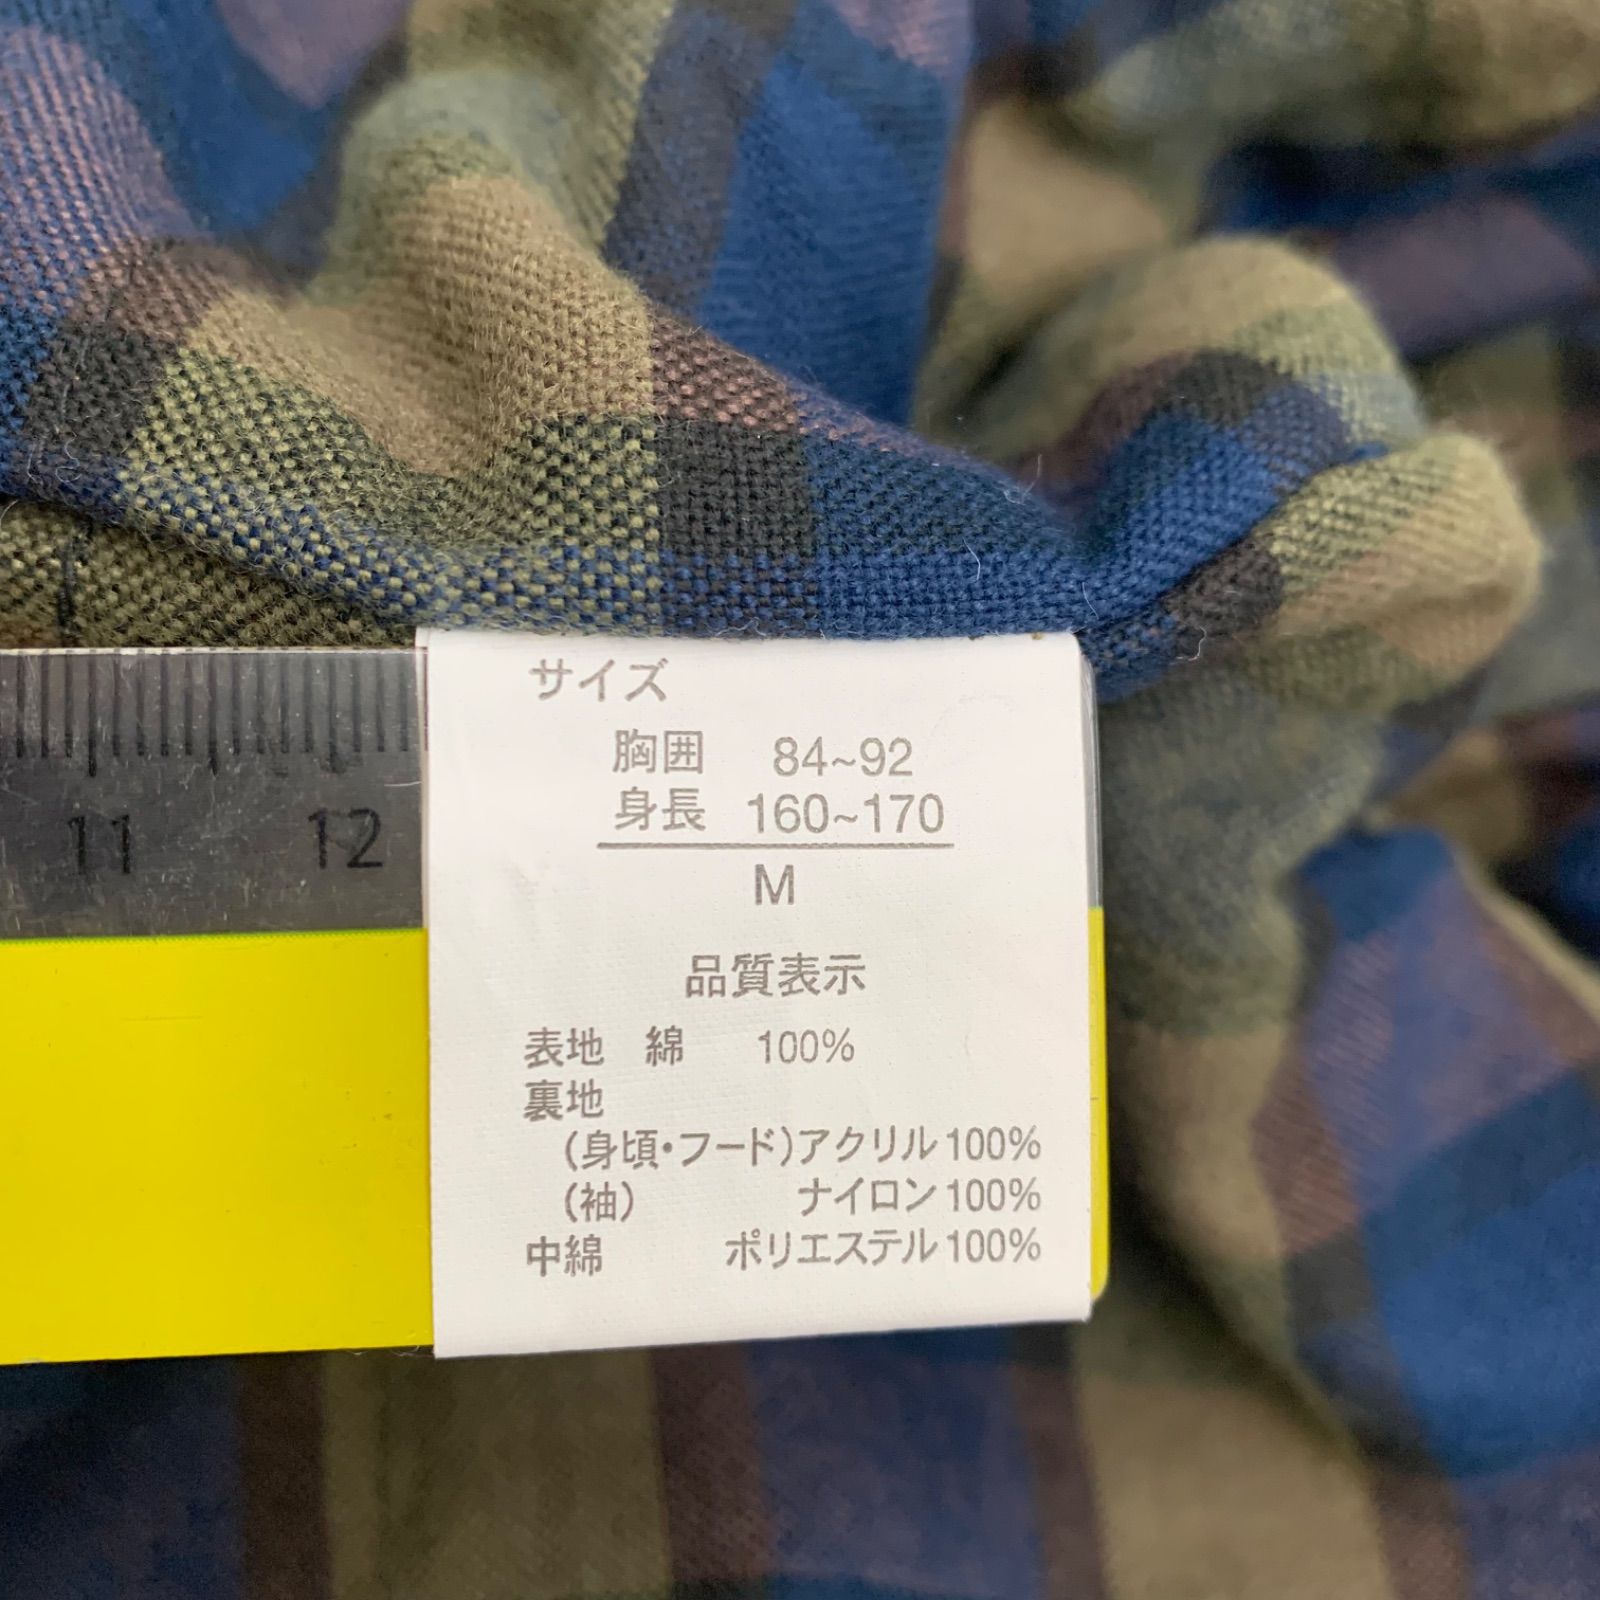 サイズ
胸囲 84~92
身長 160~170
M
品質表示
表地 綿 100%
裏地
(身頃・フード)アクリル100%
(袖) ナイロン100%
中綿 ポリエステル100%
11 12